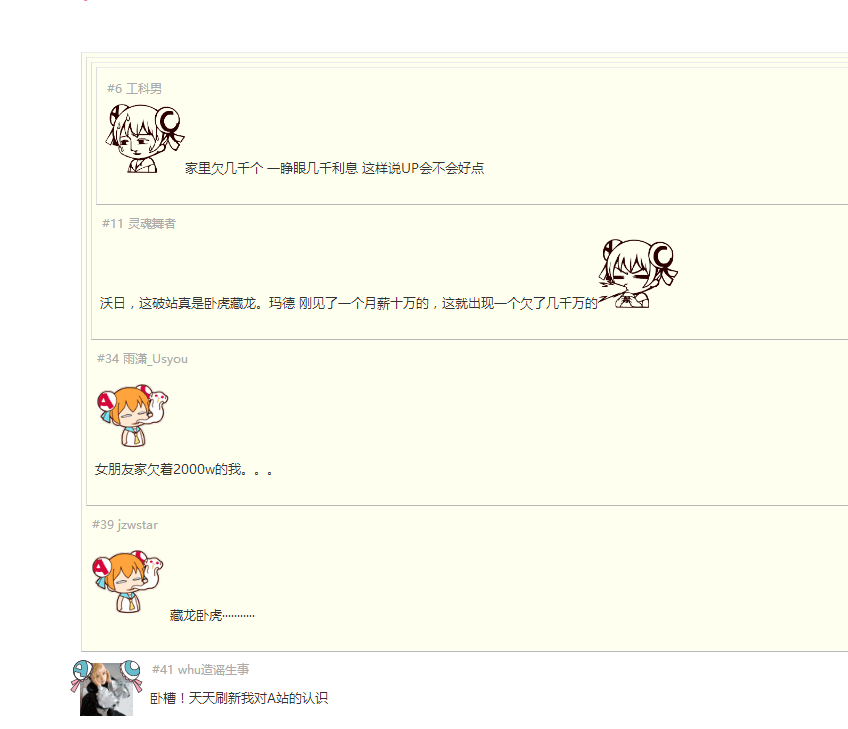 #6 工科男
家里欠几千个 一睁眼几千利息 这样说UP会不会好点
#11 灵魂舞者
沃日，这破站真是卧虎藏龙。玛德 刚见了一个月薪十万的，这就出现一个欠了几千万的
#34 雨潇_Usyou
女朋友家欠着2000w的我。。。
#39 jzwstar
藏龙卧虎···········
#41 whu造谣生事
卧槽！天天刷新我对A站的认识